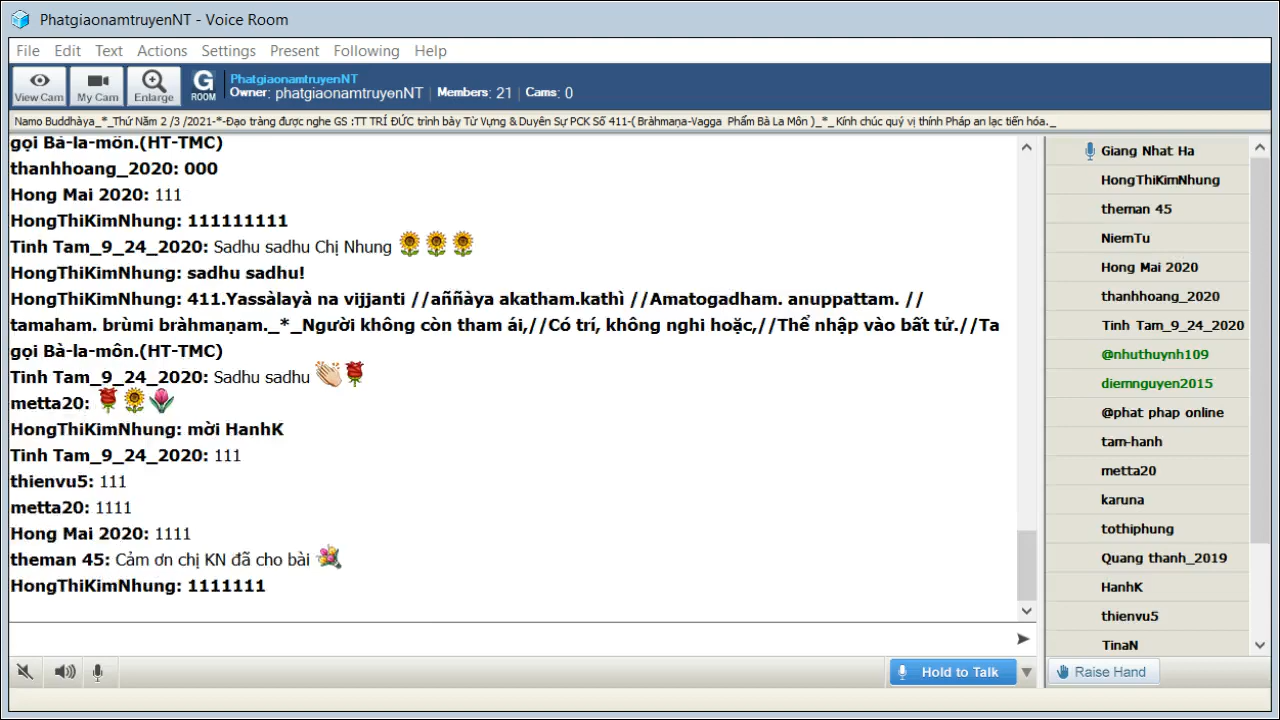 PhatgiaonamtruyenNT - Voice Room
File Edit Text Actions Settings Present Following Help
View Cam My Cam Enlarge G ROOM
PhatgiaonamtruyenNT
Owner: phatgiaonamtruyenNT | Members: 21 | Cams: 0
Namo Buddhàya_*_Thứ Năm 2 /3 /2021-*-Đạo tràng được nghe GS :TT TRÍ ĐỨC trình bày Từ Vựng & Duyên Sự PCK Số 411-( Bràhmaṇa-Vagga Phẩm Bà La Môn )_*_ Kính chúc quý vị thính Pháp an lạc tiến hóa._
gọi Bà-la-môn.(HT-TMC)
thanhhoang_2020: 000
Hong Mai 2020: 111
HongThiKimNhung: 111111111
Tinh Tam_9_24_2020: Sadhu sadhu Chị Nhung
HongThiKimNhung: sadhu sadhu!
HongThiKimNhung: 411.Yassàlayà na vijjanti //aññàya akatham.kathì //Amatogadham. anuppattam. //
tamaham. brùmi bràhmaṇam._*_Người không còn tham ái,//Có trí, không nghi hoặc,//Thể nhập vào bất tử.//Ta
gọi Bà-la-môn.(HT-TMC)
Tinh Tam_9_24_2020: Sadhu sadhu
metta20:
HongThiKimNhung: mời HanhK
Tinh Tam_9_24_2020: 111
thienvu5: 111
metta20: 1111
Hong Mai 2020: 1111
theman 45: Cảm ơn chị KN đã cho bài
HongThiKimNhung: 1111111
Hold to Talk
Giang Nhat Ha
HongThiKimNhung
theman 45
NiemTu
Hong Mai 2020
thanhhoang_2020
Tinh Tam_9_24_2020
@nhuthuynh109
diemnguyen2015
@phat phap online
tam-hanh
metta20
karuna
tothiphung
Quang thanh_2019
HanhK
thienvu5
TinaN
Raise Hand